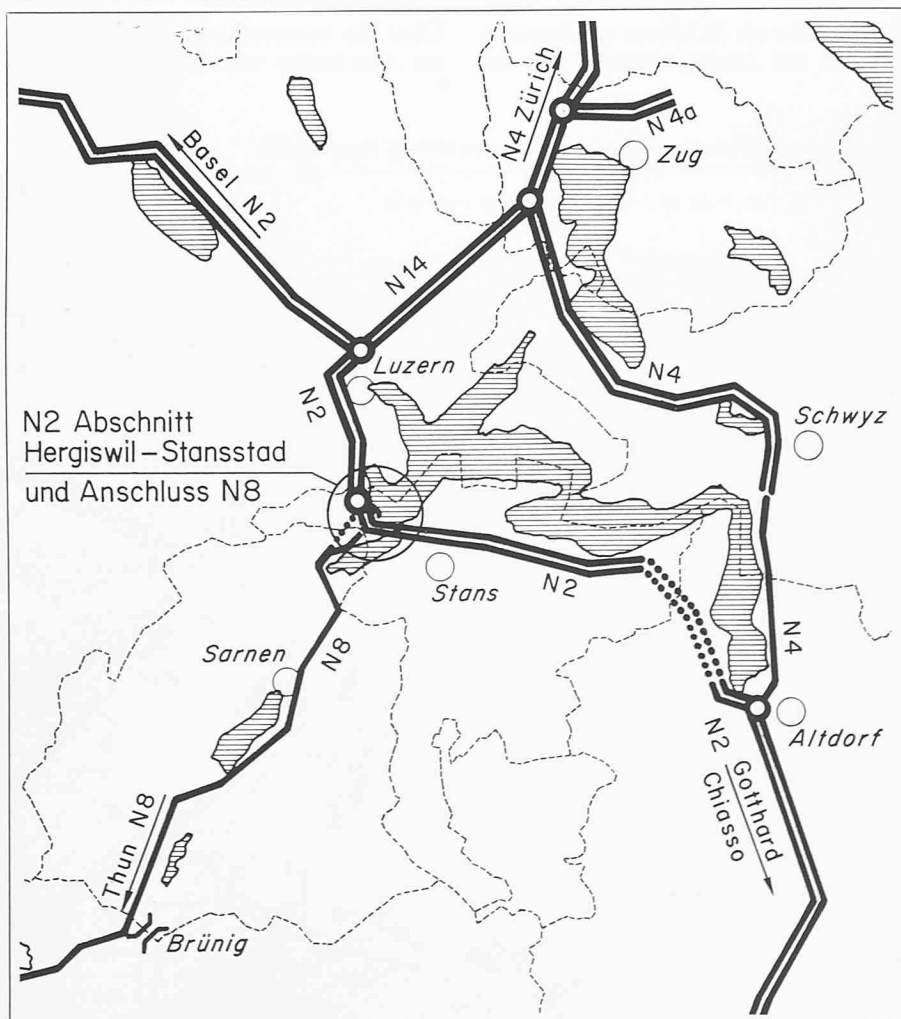 N4 Zürich
N4a
Zug
Basel N2
N14
Luzern
N2
N4
Schwyz
N2 Abschnitt
Hergiswil – Stansstad
und Anschluss N8
Stans
N2
N8
Sarnen
N4
Altdorf
N2 Gotthard
Chiasso
Thun N8
Brünig